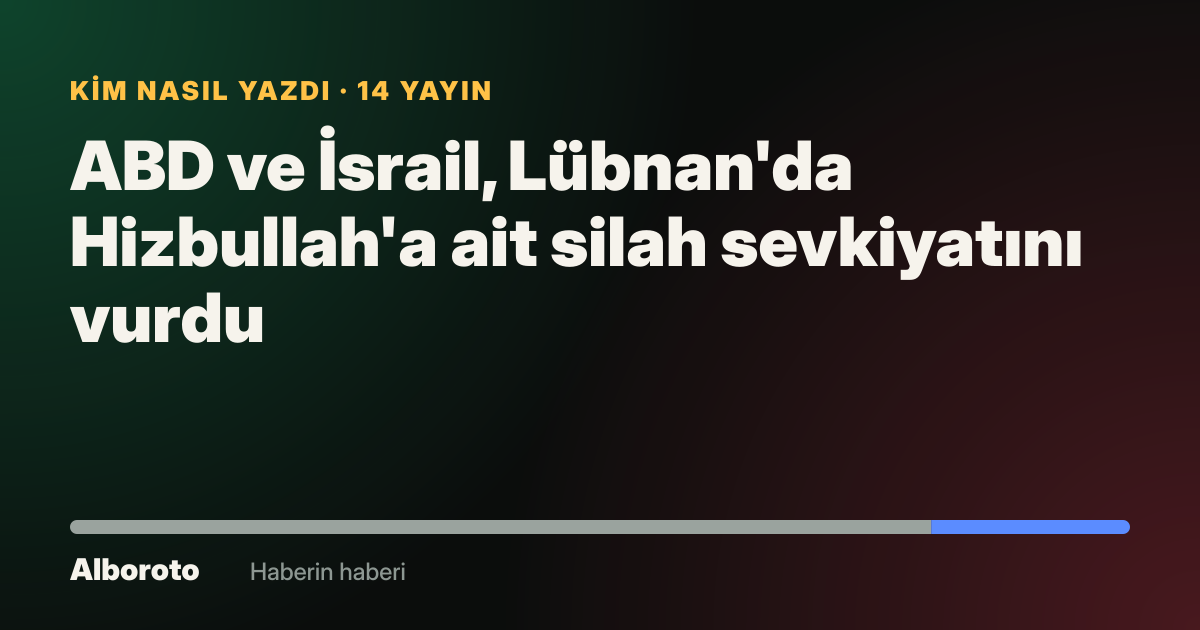 KİM NASIL YAZDI · 14 YAYIN
ABD ve İsrail, Lübnan'da
Hizbullah'a ait silah sevkiyatını
vurdu
Alboroto
Haberin haberi